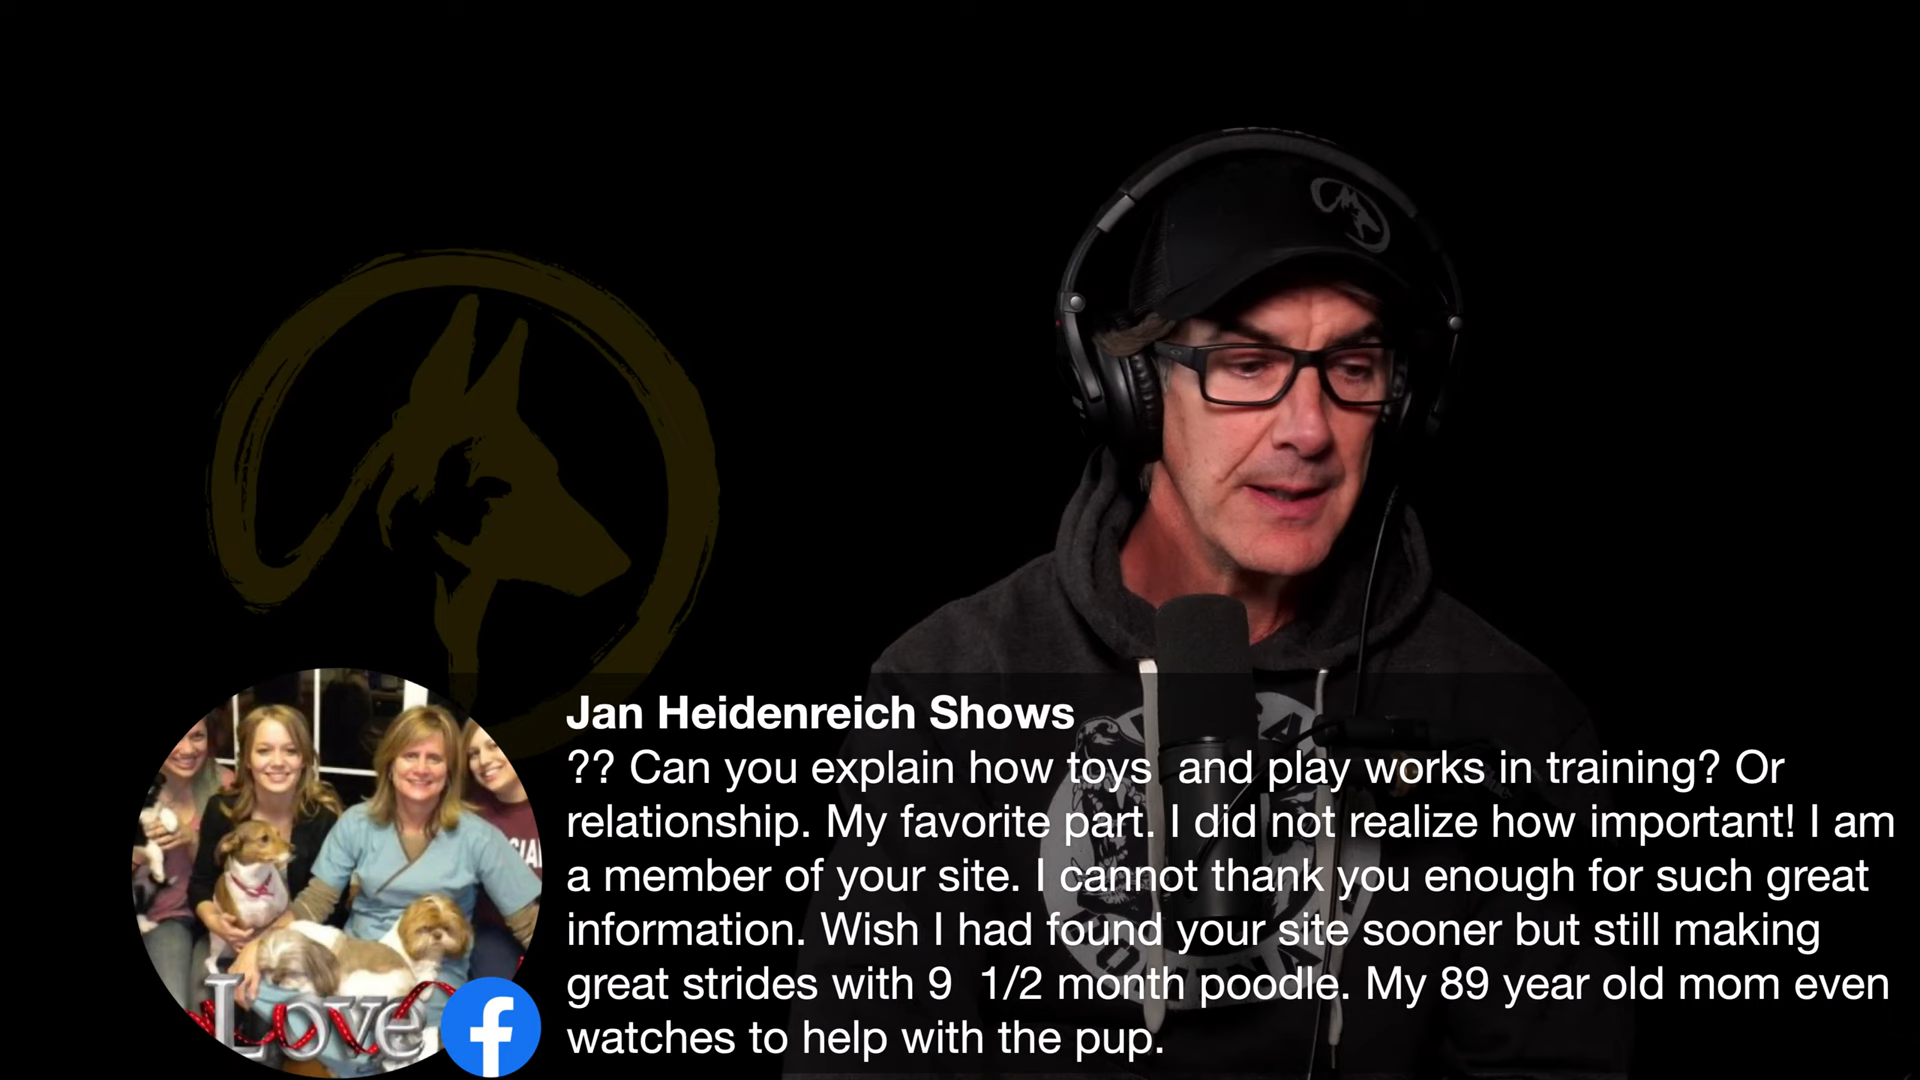 Jan Heidenreich Shows
?? Can you explain how toys  and play works in training? Or
relationship. My favorite part. I did not realize how important! I am
a member of your site. I cannot thank you enough for such great
information. Wish I had found your site sooner but still making
great strides with 9  1/2 month poodle. My 89 year old mom even
watches to help with the pup.
Love